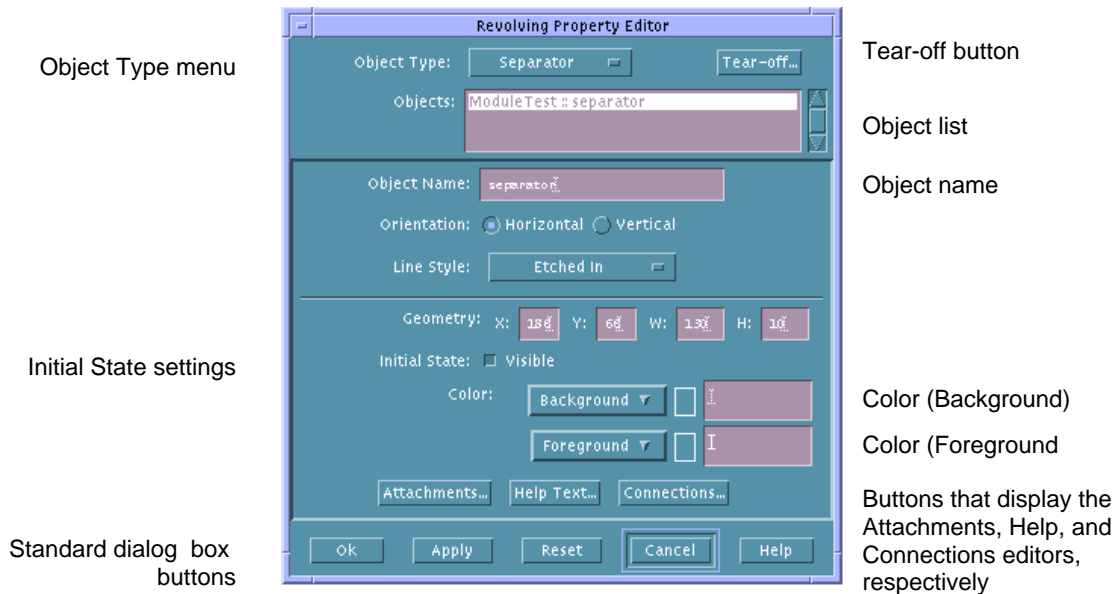 Revolving Property Editor
Object Type menu
Object Type:
Separator
Tear-off...
Tear-off button
Objects:
ModuleTest :: separator
Object list
Object Name:
separator
Object name
Orientation:
Horizontal
Vertical
Line Style:
Etched In
Geometry:
X:
Y:
W:
H:
Initial State settings
Initial State:
Visible
Color:
Background
Color (Background)
Foreground
Color (Foreground
Attachments...
Help Text...
Connections...
Buttons that display the
Attachments, Help, and
Connections editors,
respectively
Standard dialog box
buttons
Ok
Apply
Reset
Cancel
Help